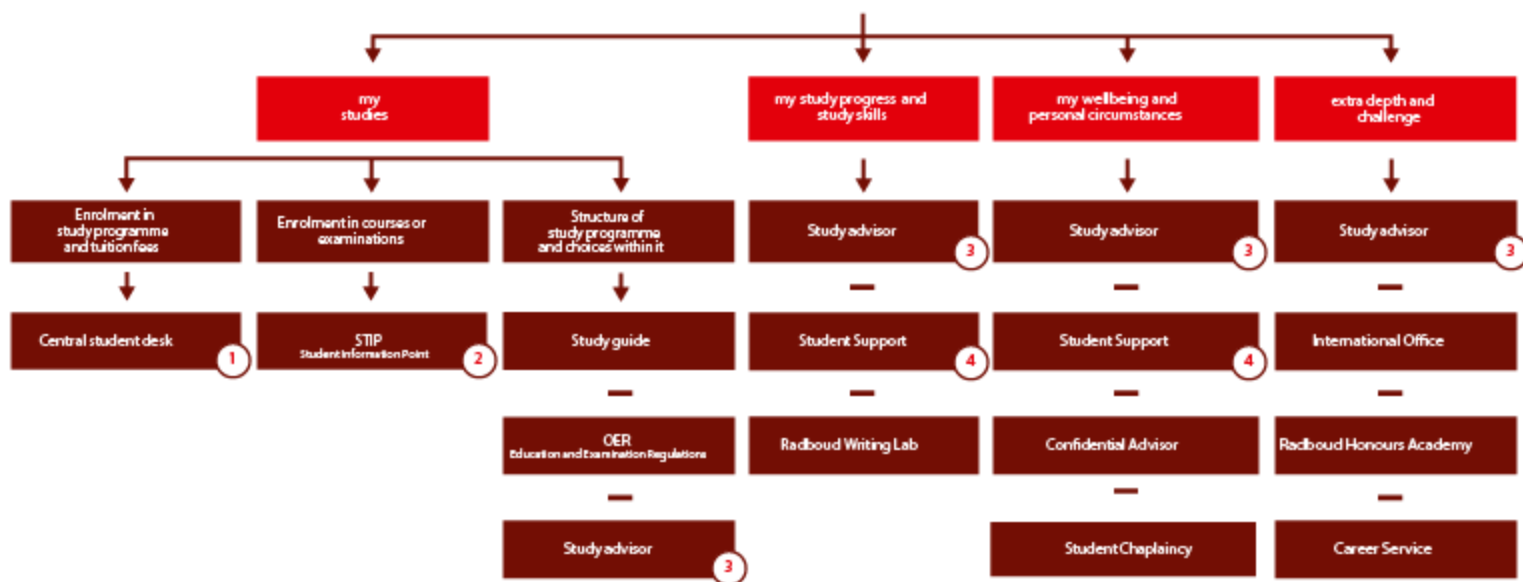 my
studies
my study progress and
study skills
my wellbeing and
personal circumstances
extra depth and
challenge
Enrolment in
study programme
and tuition fees
Enrolment in courses or
examinations
Structure of
study programme
and choices within it
Study advisor
3
Study advisor
3
Study advisor
3
Central student desk
1
STIP
Student Information Point
2
Study guide
Student Support
4
Student Support
4
International Office
OER
Education and Examination Regulations
Radboud Writing Lab
Confidential Advisor
Radboud Honours Academy
Study advisor
3
Student Chaplaincy
Career Service